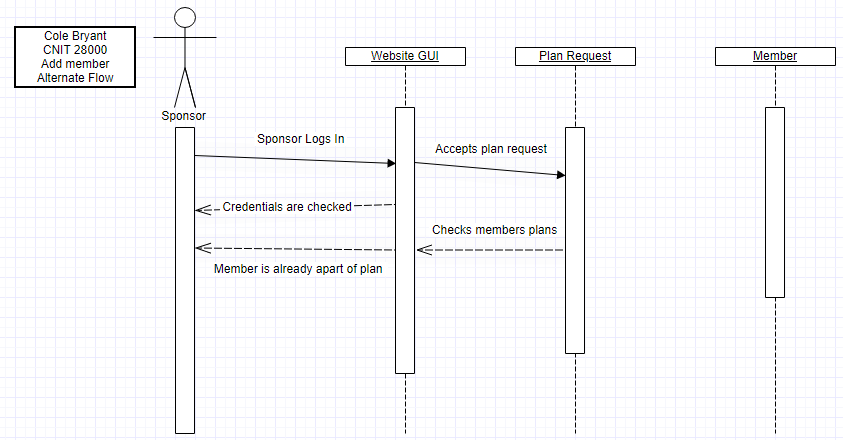 Cole Bryant
CNIT 28000
Add member
Alternate Flow
Sponsor
Website GUI
Plan Request
Member
Sponsor Logs In
Accepts plan request
Credentials are checked
Checks members plans
Member is already apart of plan